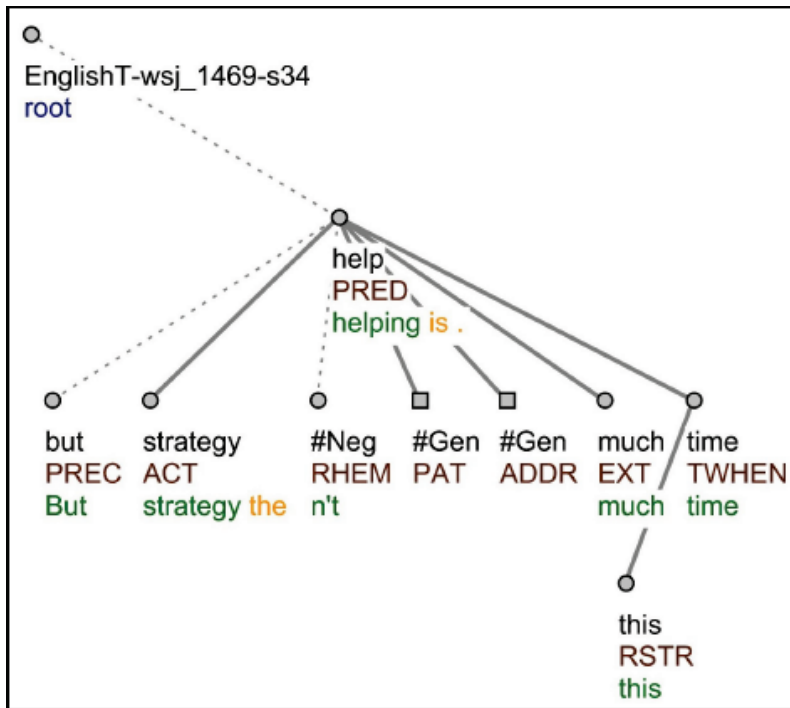 EnglishT-wsj_1469-s34
root
help
PRED
helping is .
but strategy #Neg #Gen #Gen much time
PREC ACT RHEM PAT ADDR EXT TWHEN
But strategy the n't much time
this
RSTR
this